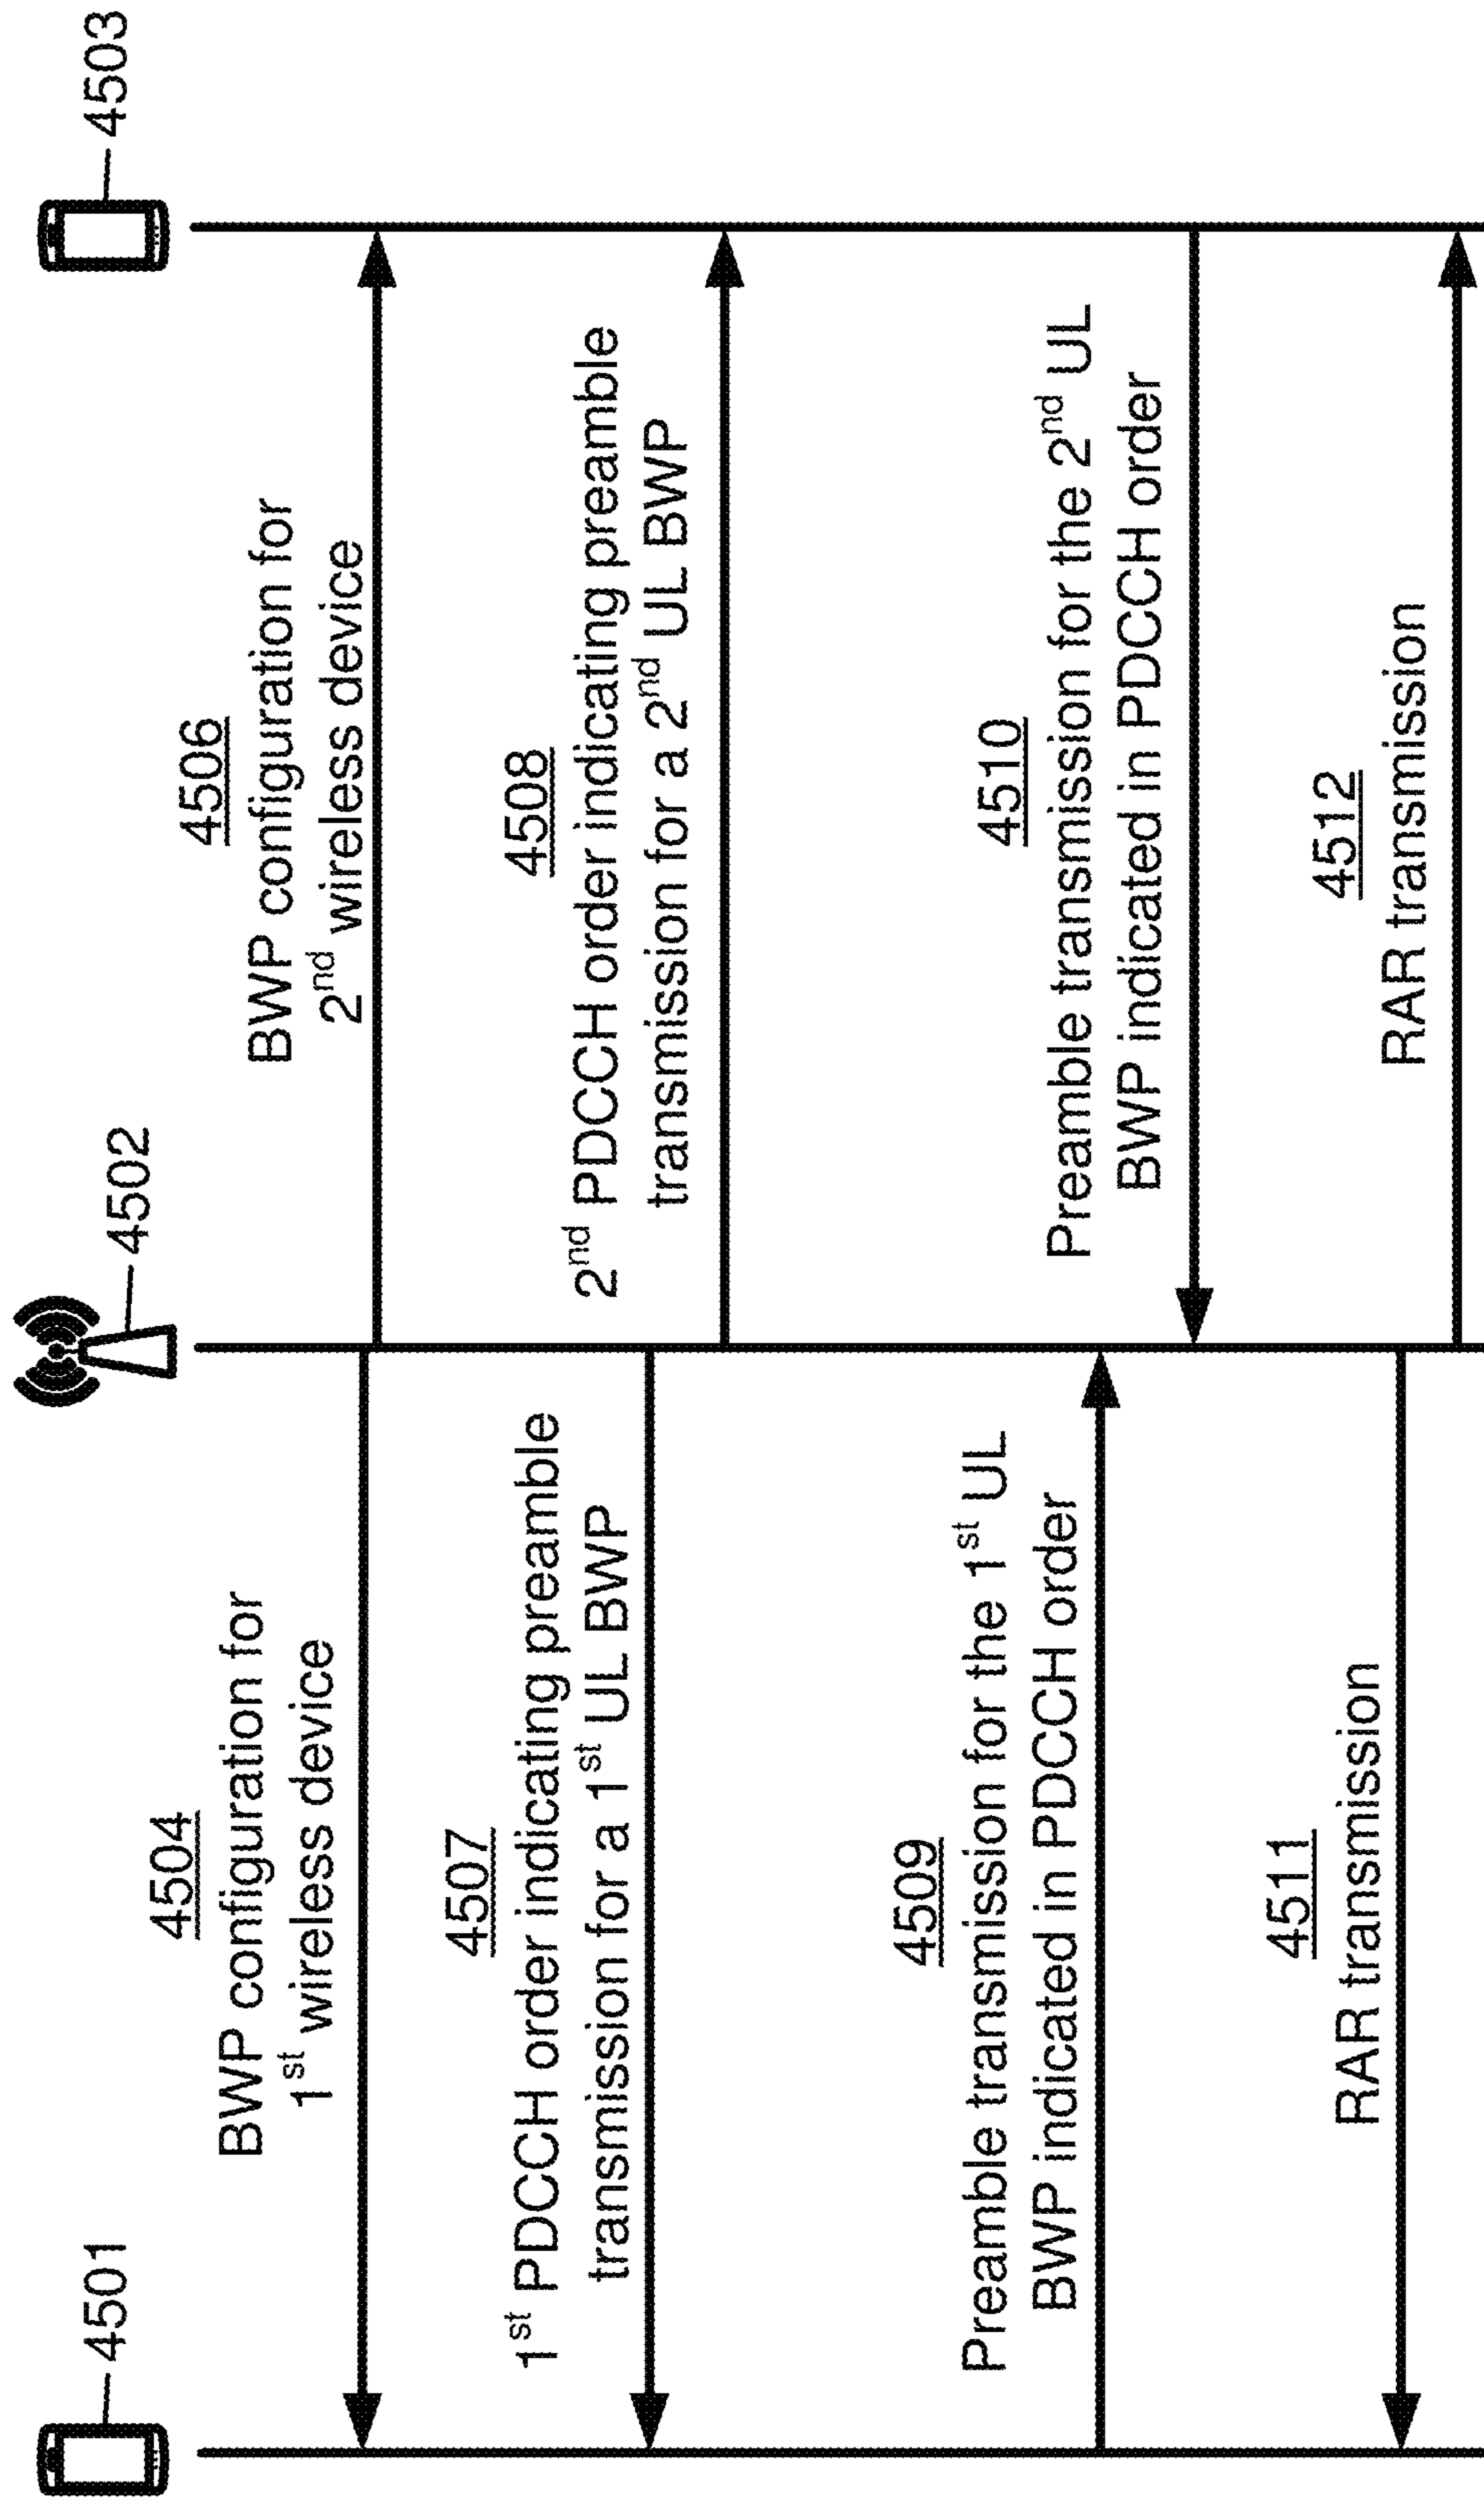 4501
4502
4503
4504
BWP configuration for
1st wireless device
4506
BWP configuration for
2nd wireless device
4507
1st PDCCH order indicating preamble
transmission for a 1st UL BWP
4508
2nd PDCCH order indicating preamble
transmission for a 2nd UL BWP
4509
Preamble transmission for the 1st UL
BWP indicated in PDCCH order
4510
Preamble transmission for the 2nd UL
BWP indicated in PDCCH order
4511
RAR transmission
4512
RAR transmission